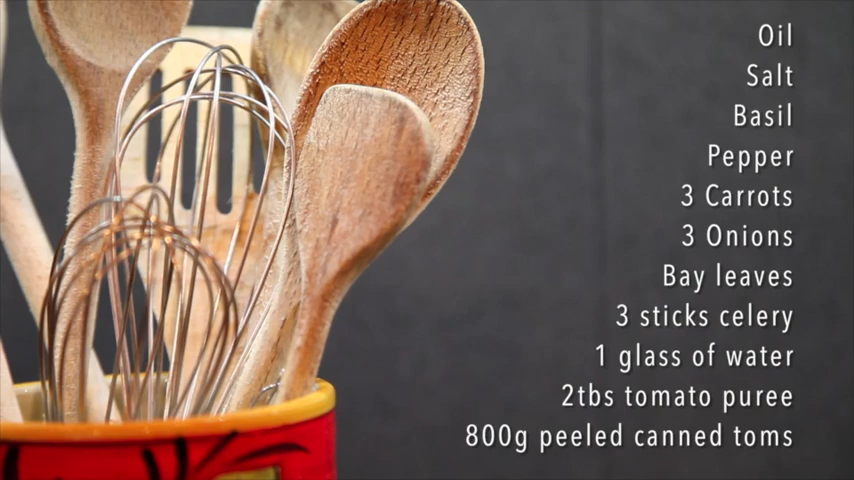 Oil
Salt
Basil
Pepper
3 Carrots
3 Onions
Bay leaves
3 sticks celery
1 glass of water
2tbs tomato puree
800g peeled canned toms